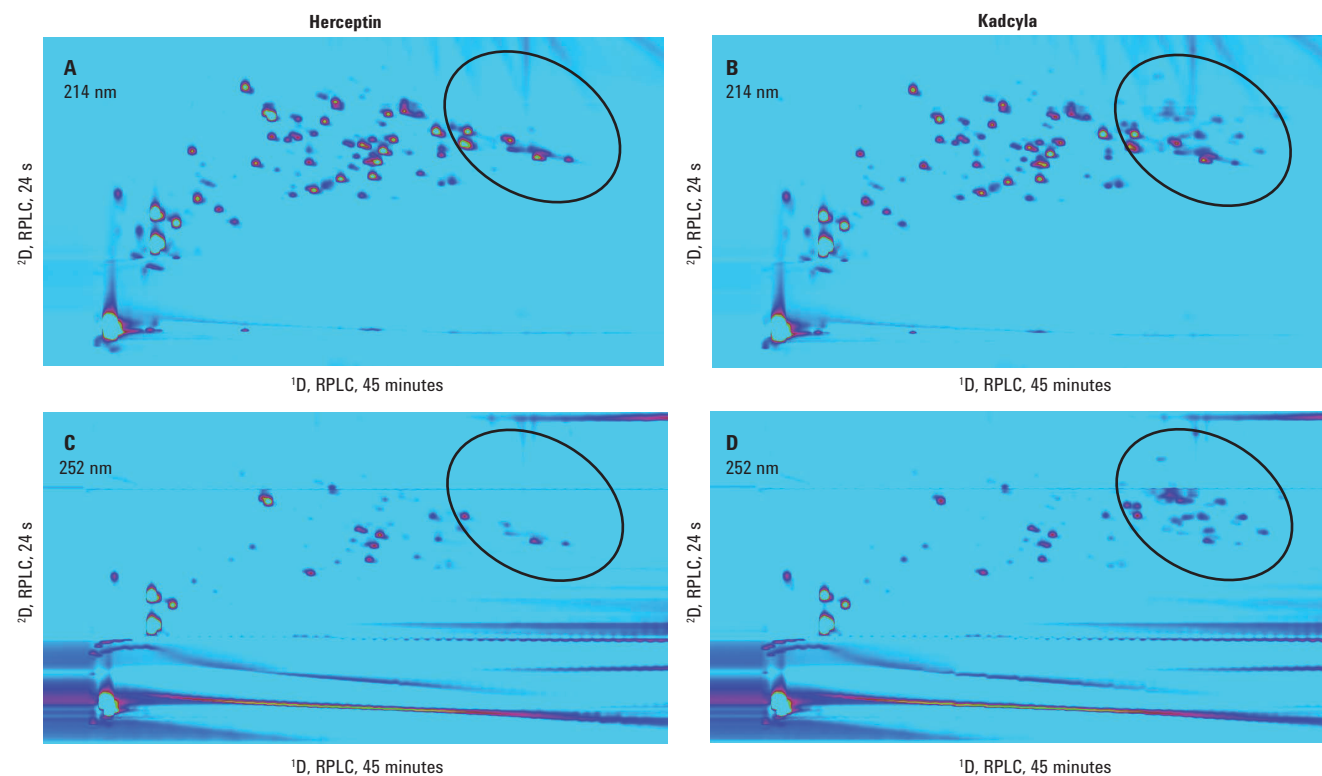 Herceptin
Kadcyla
A
214 nm
B
214 nm
²D, RPLC, 24 s
²D, RPLC, 24 s
¹D, RPLC, 45 minutes
¹D, RPLC, 45 minutes
C
252 nm
D
252 nm
²D, RPLC, 24 s
²D, RPLC, 24 s
¹D, RPLC, 45 minutes
¹D, RPLC, 45 minutes